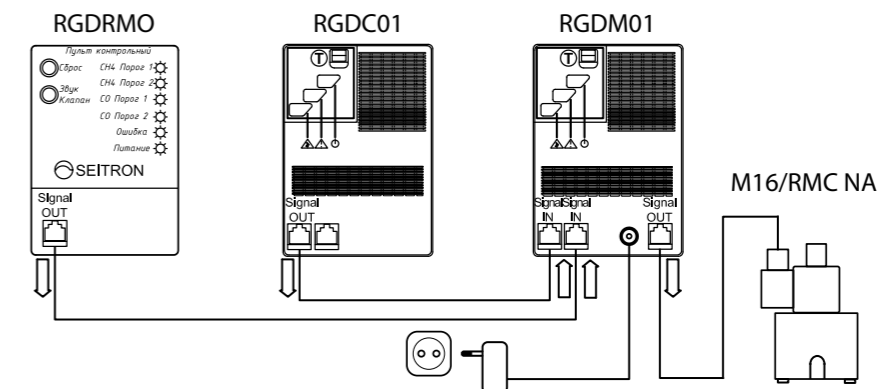 RGDRMO
Пульт контрольный
Сброс
Звук
Клапан
CH4 Порог 1
CH4 Порог 2
CO Порог 1
CO Порог 2
Ошибка
Питание
SEITRON
Signal
OUT
RGDC01
T
Signal
OUT
RGDM01
T
Signal
IN
Signal
IN
Signal
OUT
M16/RMC NA